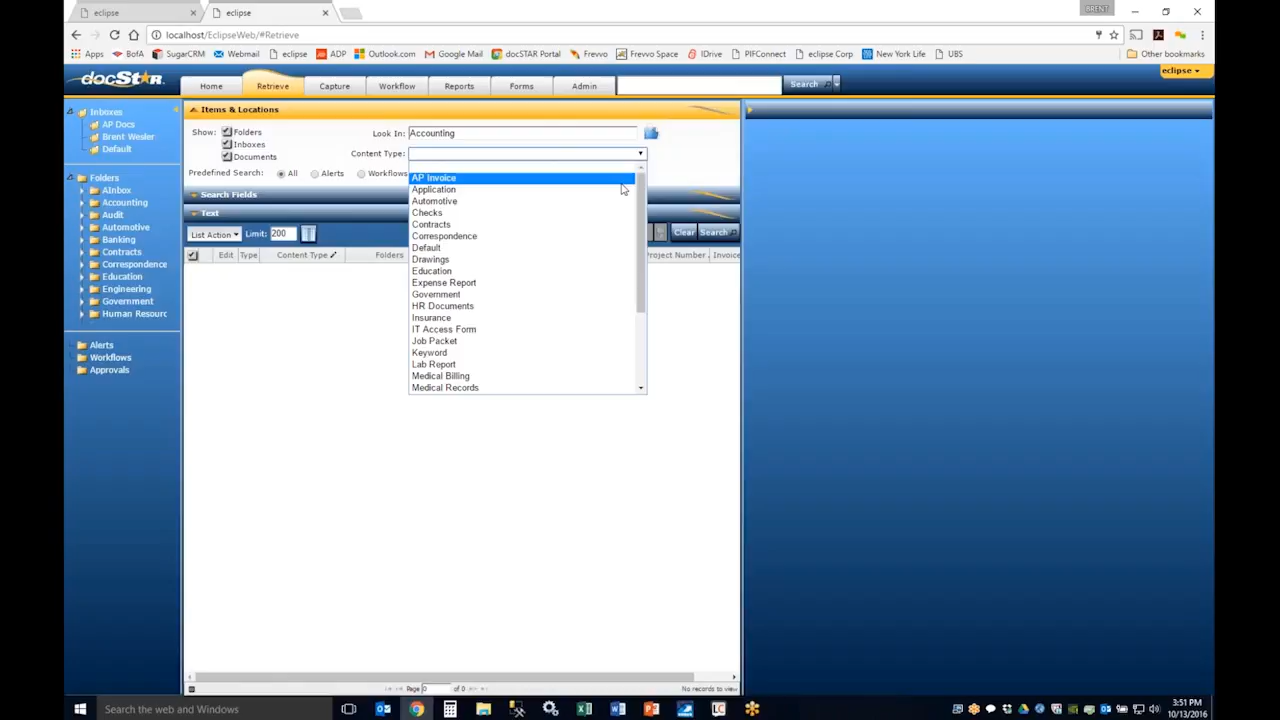 eclipse × eclipse × BRENT
localhost/EclipseWeb/#Retrieve
Apps BofA SugarCRM Webmail eclipse ADP Outlook.com Google Mail docSTAR Portal Frevvo Frevvo Space IDrive PIFConnect eclipse Corp New York Life UBS Other bookmarks
docSTAR Home Retrieve Capture Workflow Reports Forms Admin Search eclipse
Inboxes
AP Docs
Brent Wesler
Default
Folders
AInbox
Accounting
Audit
Automotive
Banking
Contracts
Correspondence
Education
Engineering
Government
Human Resourc
Alerts
Workflows
Approvals
Items & Locations
Show: Folders Look In: Accounting
Inboxes
Documents Content Type:
Predefined Search: All Alerts Workflows
Search Fields
Text
List Action Limit: 200 Clear Search
Edit Type Content Type Folders Project Number Invoice
AP Invoice
Application
Automotive
Checks
Contracts
Correspondence
Default
Drawings
Education
Expense Report
Government
HR Documents
Insurance
IT Access Form
Job Packet
Keyword
Lab Report
Medical Billing
Medical Records
Page 0 of 0 No records to view
Search the web and Windows
3:51 PM
10/13/2016